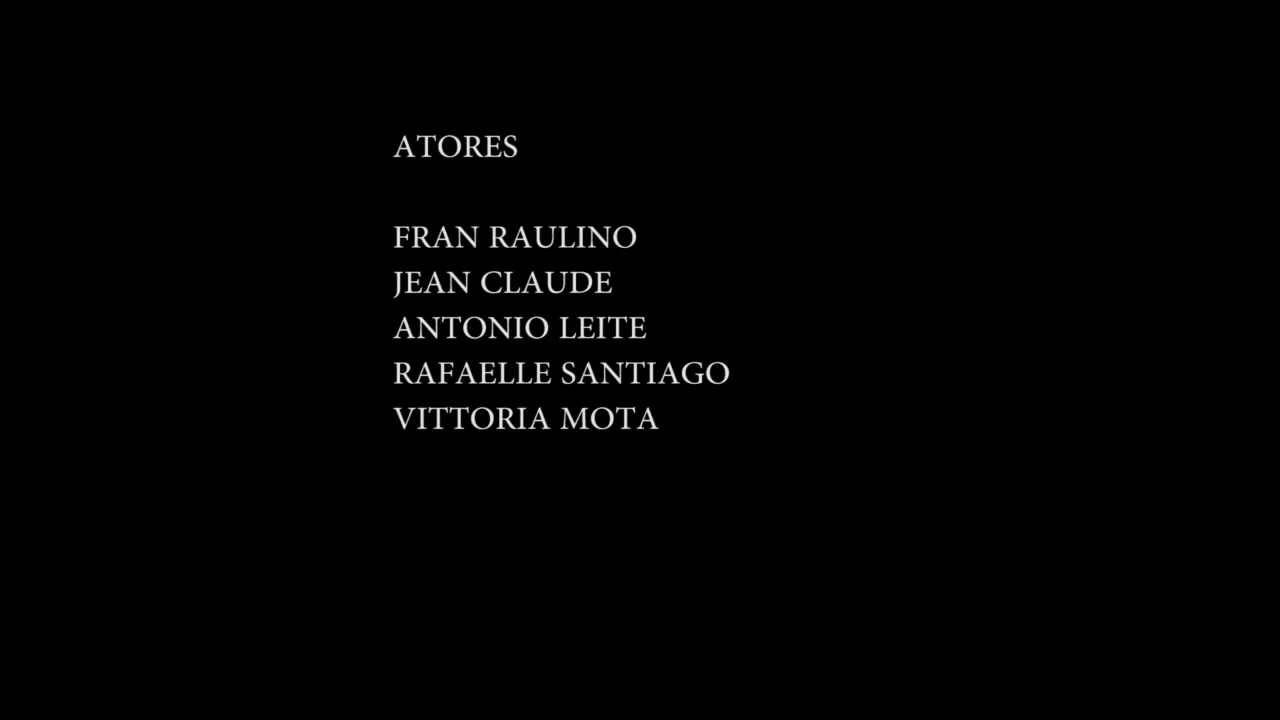 ATORES
FRAN RAULINO
JEAN CLAUDE
ANTONIO LEITE
RAFAELLE SANTIAGO
VITTORIA MOTA